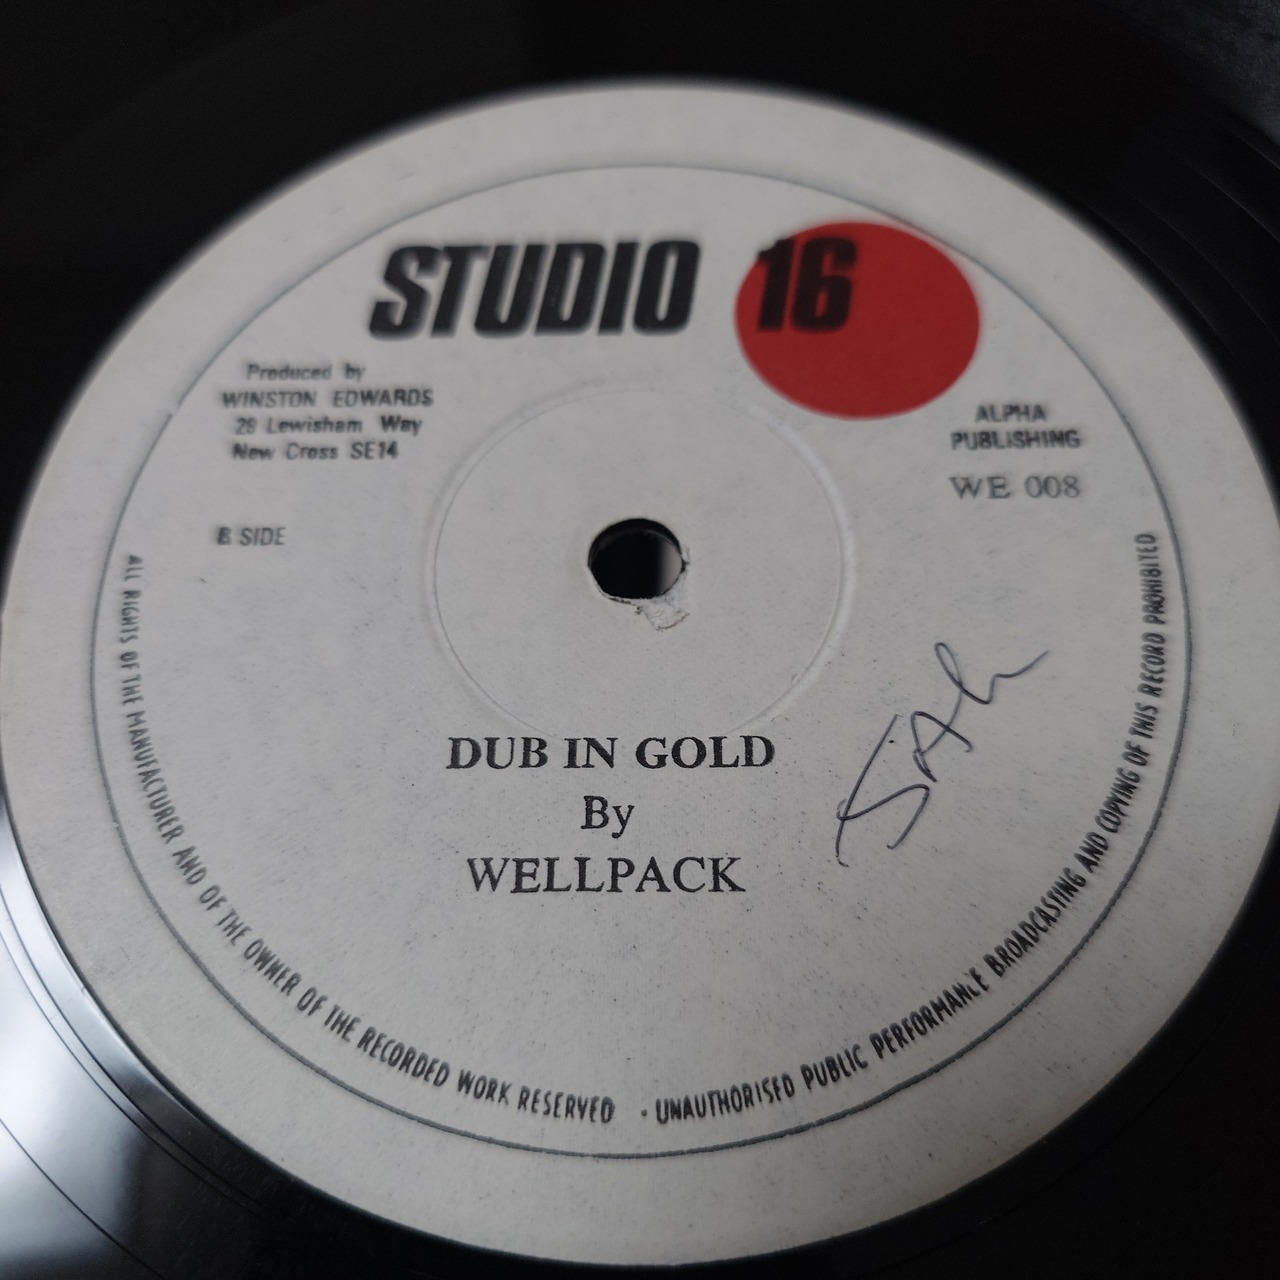 STUDIO 16
Produced by
WINSTON EDWARDS
29 Lewisham Way
New Cross SE14
ALPHA
PUBLISHING
WE 008
B SIDE
DUB IN GOLD
By
WELLPACK
ALL RIGHTS OF THE MANUFACTURER AND OF THE OWNER OF THE RECORDED WORK RESERVED · UNAUTHORISED PUBLIC PERFORMANCE BROADCASTING AND COPYING OF THIS RECORD PROHIBITED